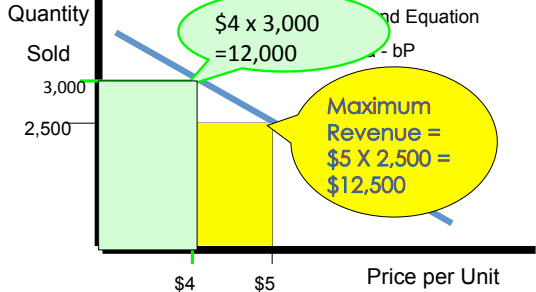 Quantity
Sold
$4 x 3,000
=12,000
nd Equation
- bP
3,000
2,500
Maximum
Revenue =
$5 X 2,500 =
$12,500
$4
$5
Price per Unit